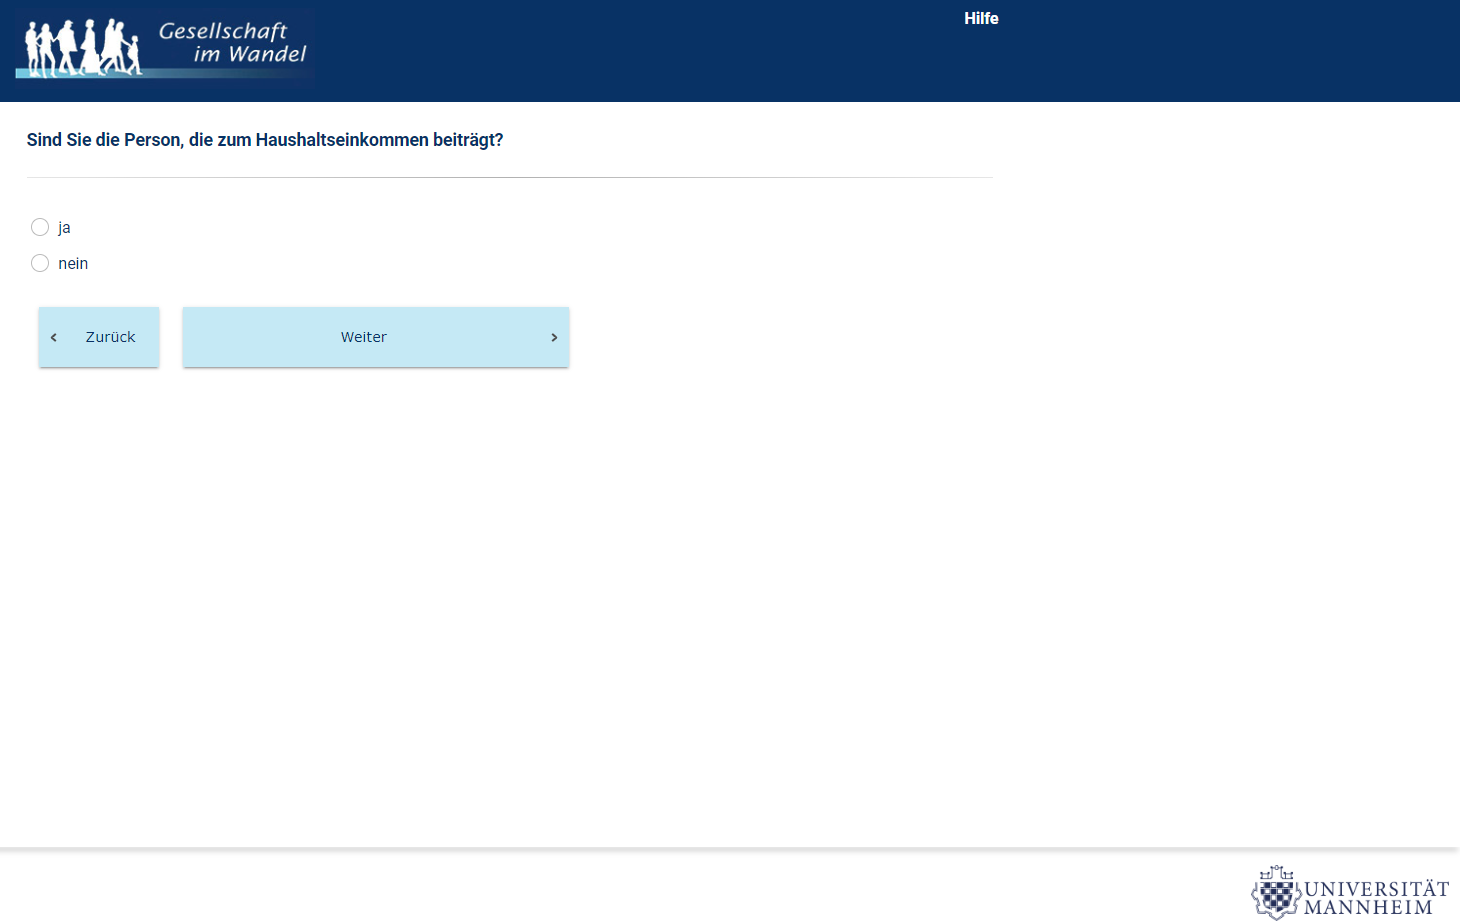 Gesellschaft
im Wandel
Hilfe
Sind Sie die Person, die zum Haushaltseinkommen beiträgt?
ja
nein
‹ Zurück
Weiter ›
UNIVERSITÄT
MANNHEIM